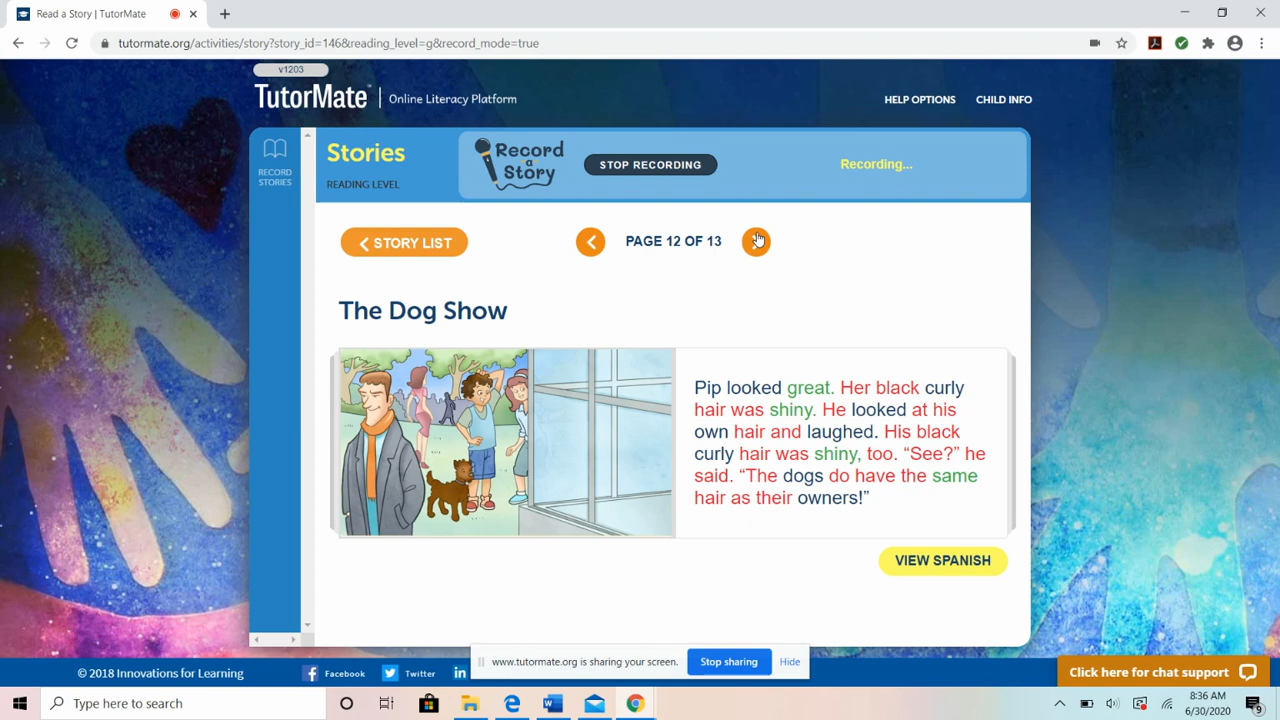 Read a Story | TutorMate
tutormate.org/activities/story?story_id=146&reading_level=g&record_mode=true
v1203
TutorMate | Online Literacy Platform
HELP OPTIONS CHILD INFO
RECORD
STORIES
Stories
READING LEVEL
Record
a
Story
STOP RECORDING
Recording...
STORY LIST
PAGE 12 OF 13
The Dog Show
Pip looked great. Her black curly
hair was shiny. He looked at his
own hair and laughed. His black
curly hair was shiny, too. “See?” he
said. “The dogs do have the same
hair as their owners!”
VIEW SPANISH
www.tutormate.org is sharing your screen. Stop sharing Hide
© 2018 Innovations for Learning
Facebook
Twitter
in
Click here for chat support
Type here to search
8:36 AM
6/30/2020
9